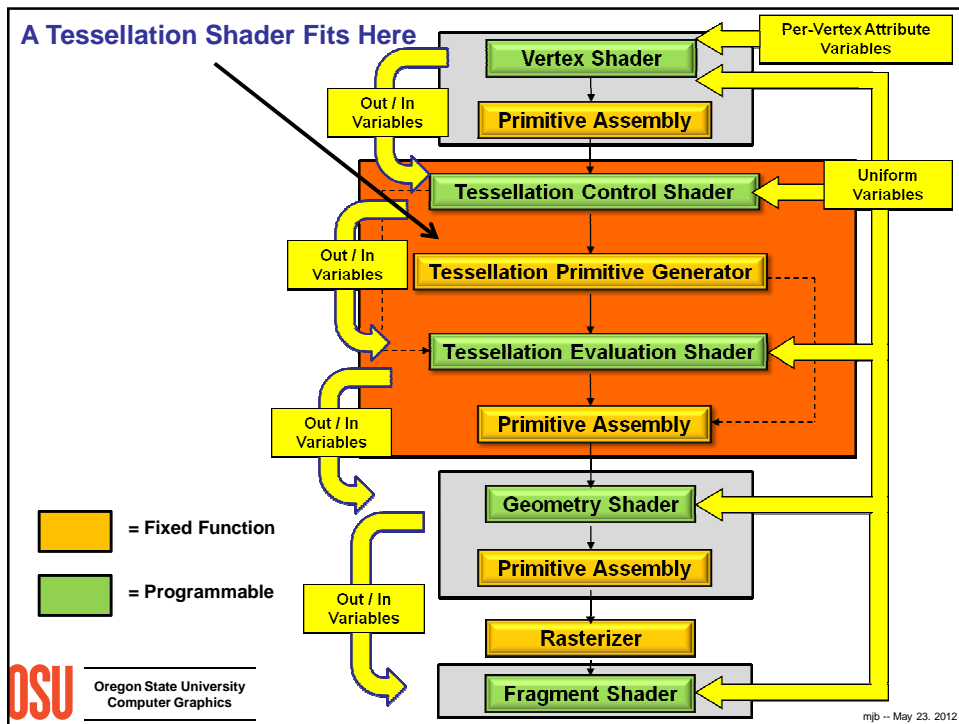 A Tessellation Shader Fits Here
Per-Vertex Attribute
Variables
Vertex Shader
Out / In
Variables
Primitive Assembly
Tessellation Control Shader
Uniform
Variables
Out / In
Variables
Tessellation Primitive Generator
Tessellation Evaluation Shader
Out / In
Variables
Primitive Assembly
Geometry Shader
= Fixed Function
Primitive Assembly
= Programmable
Out / In
Variables
Rasterizer
OSU
Oregon State University
Computer Graphics
Fragment Shader
mjb -- May 23. 2012